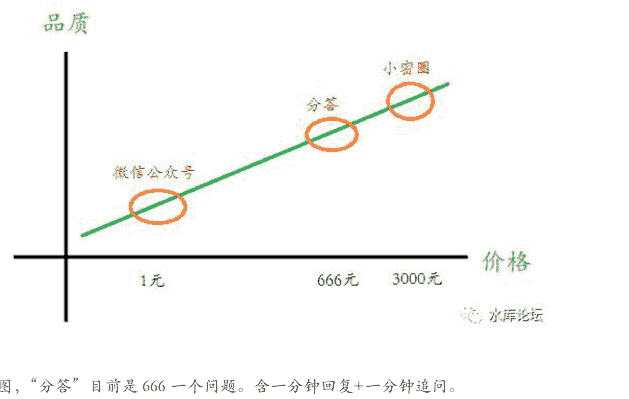 品质
小密圈
分答
微信公众号
价格
1元
666元
3000元
水库论坛
图，“分答”目前是666一个问题。含一分钟回复+一分钟追问。